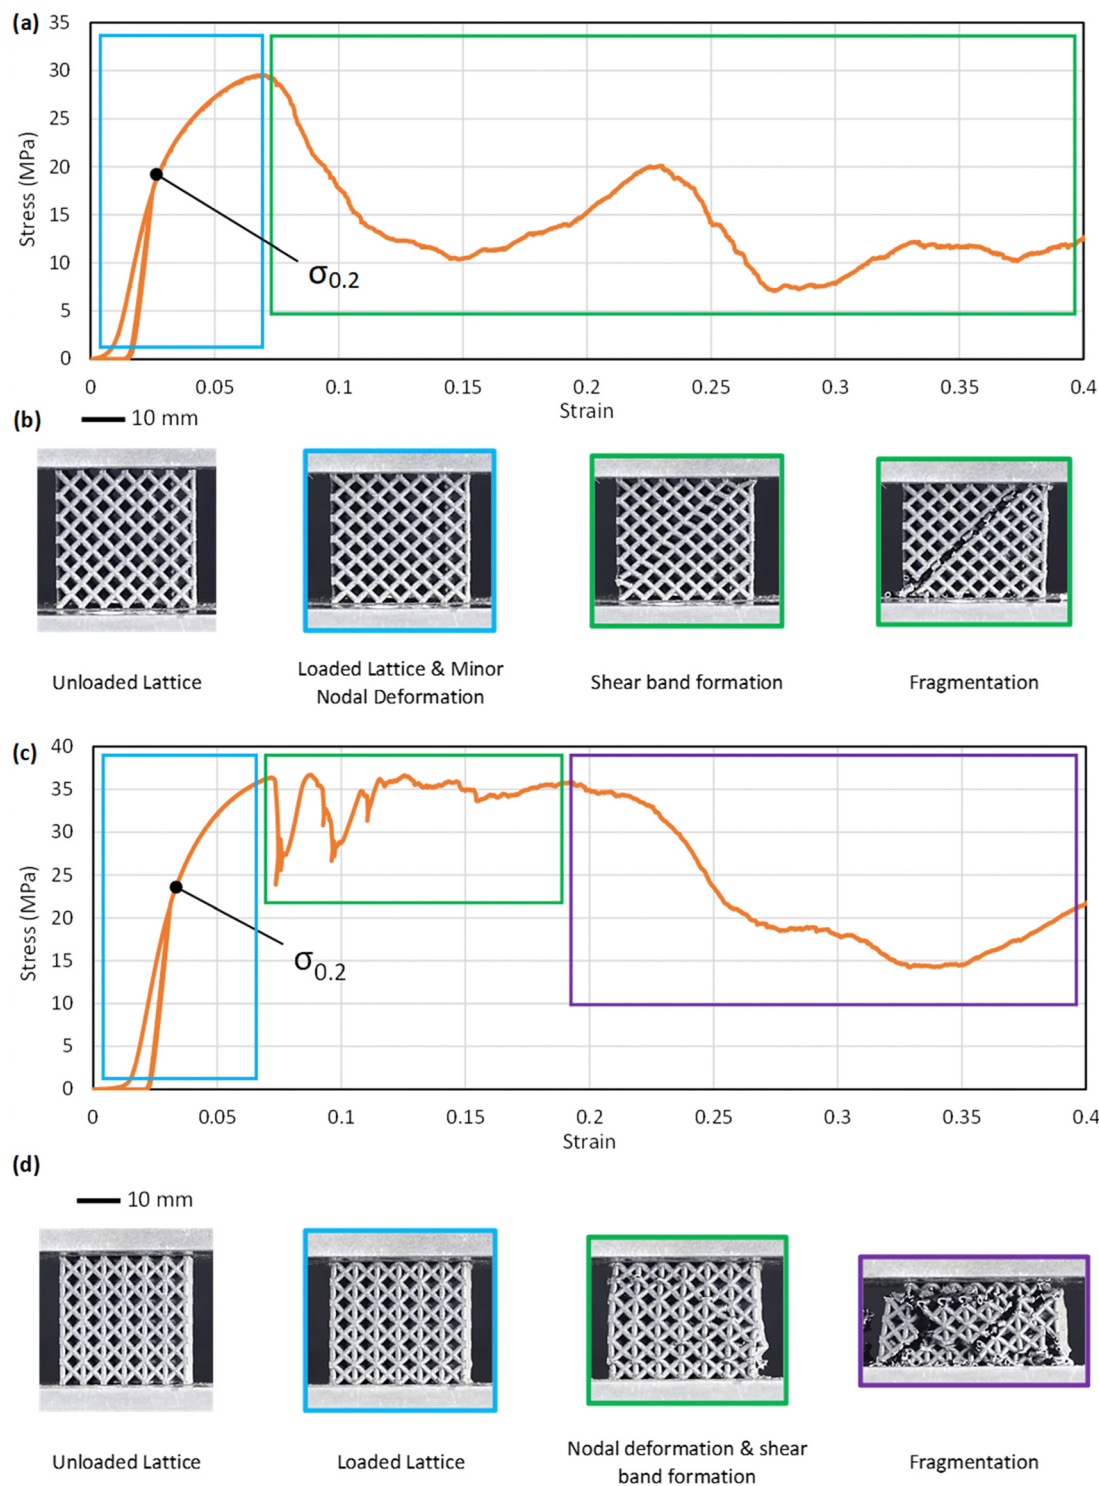 (a)
35
30
25
20
15
10
5
0
Stress (MPa)
σ0.2
0 0.05 0.1 0.15 0.2 0.25 0.3 0.35 0.4
Strain
(b)
10 mm
Unloaded Lattice
Loaded Lattice & Minor
Nodal Deformation
Shear band formation
Fragmentation
(c)
40
35
30
25
20
15
10
5
0
Stress (MPa)
σ0.2
0 0.05 0.1 0.15 0.2 0.25 0.3 0.35 0.4
Strain
(d)
10 mm
Unloaded Lattice
Loaded Lattice
Nodal deformation & shear
band formation
Fragmentation